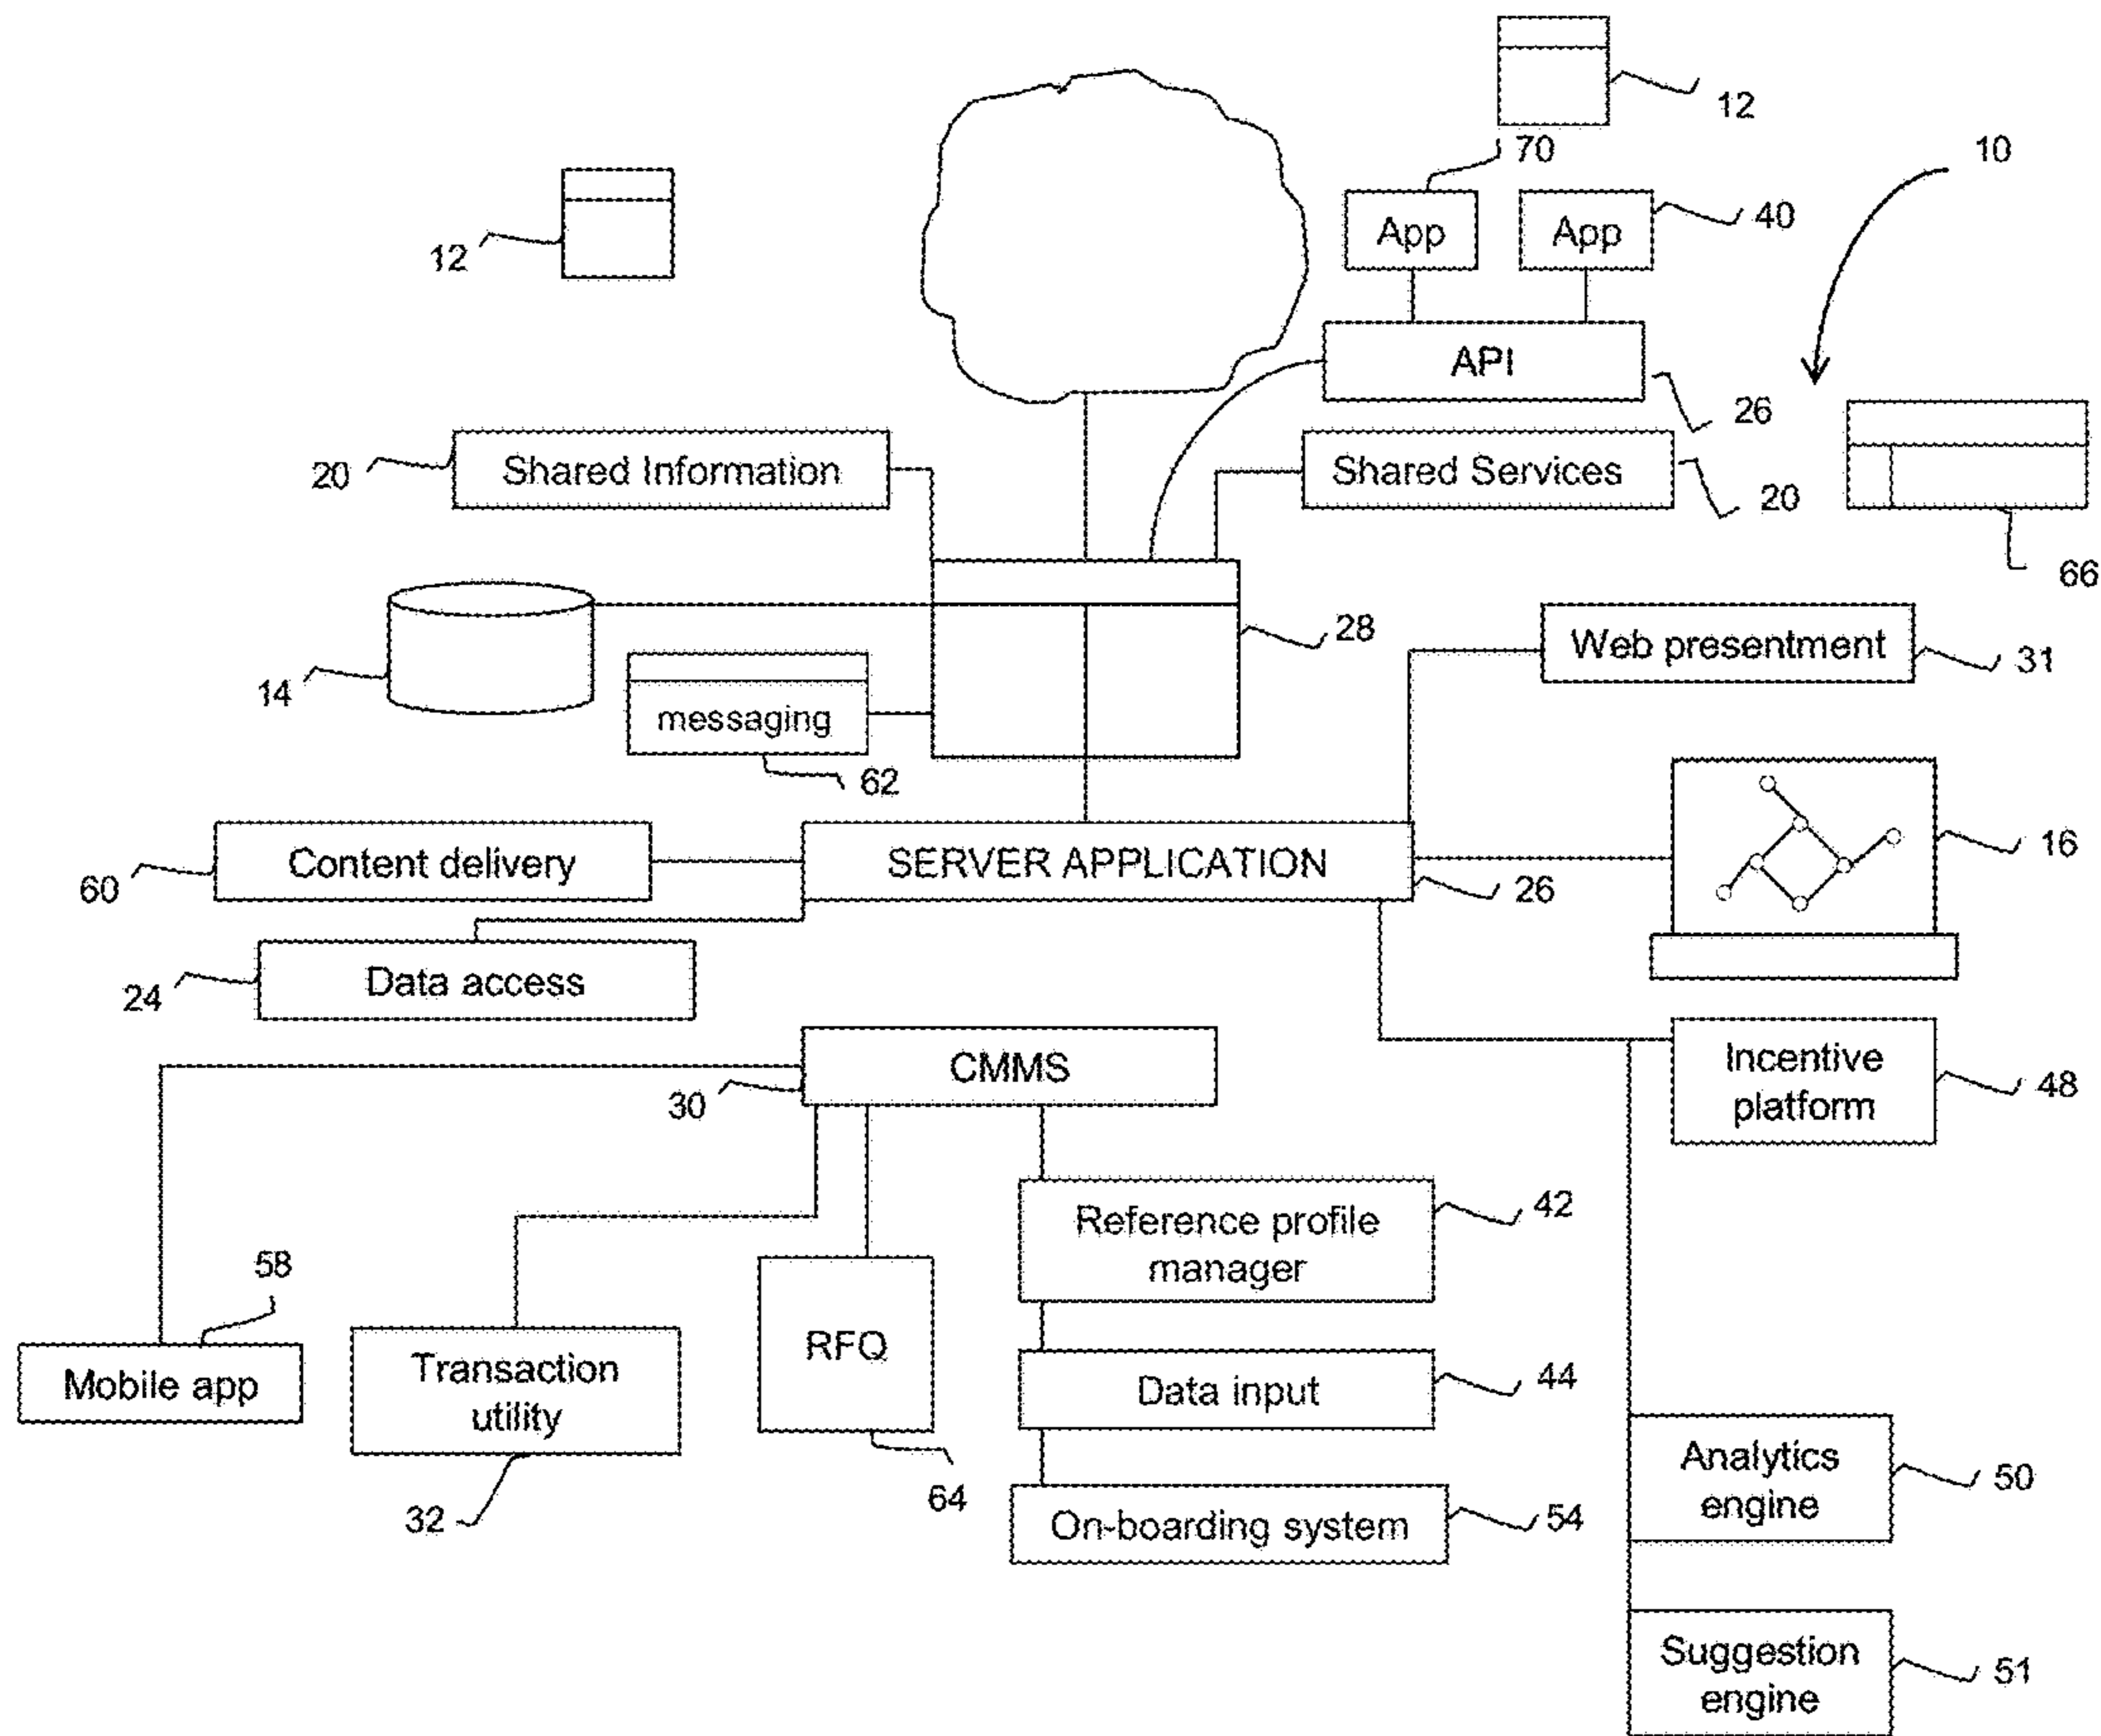 12
70
10
12
App
App
40
API
26
20
Shared Information
Shared Services
20
66
28
Web presentment
31
14
messaging
62
16
60
Content delivery
SERVER APPLICATION
26
24
Data access
30
CMMS
Incentive
platform
48
Reference profile
manager
42
58
Mobile app
Transaction
utility
32
RFQ
64
Data input
44
On-boarding system
54
Analytics
engine
50
Suggestion
engine
51